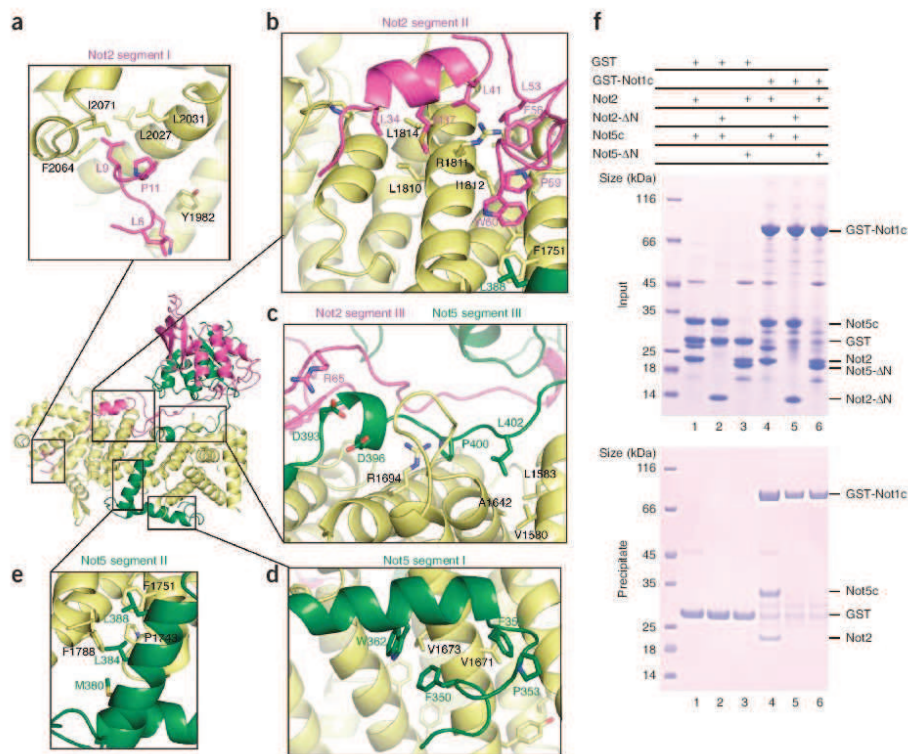 a
Not2 segment I
I2071
L2031
L2027
F2064
L9
P11
Y1982
L6
b
Not2 segment II
L53
L41
L34
L1814
R1811
L1810
I1812
P59
W60
F1751
L388
c
Not2 segment III Not5 segment III
R65
D393
L402
D396
P400
R1694
L1583
A1642
V1580
e
Not5 segment II
F1751
L388
P1743
F1788
L384
M380
d
Not5 segment I
W362
V1673
V1671
F350
P353
f
GST + + +
GST-Not1c + + +
Not2 + + + +
Not2-ΔN + +
Not5c + + + +
Not5-ΔN + +
Size (kDa)
116
66
45
35
25
18
14
Input
GST-Not1c
Not5c
GST
Not2
Not5-ΔN
Not2-ΔN
1 2 3 4 5 6
Size (kDa)
116
66
45
35
25
18
14
Precipitate
GST-Not1c
Not5c
GST
Not2
1 2 3 4 5 6